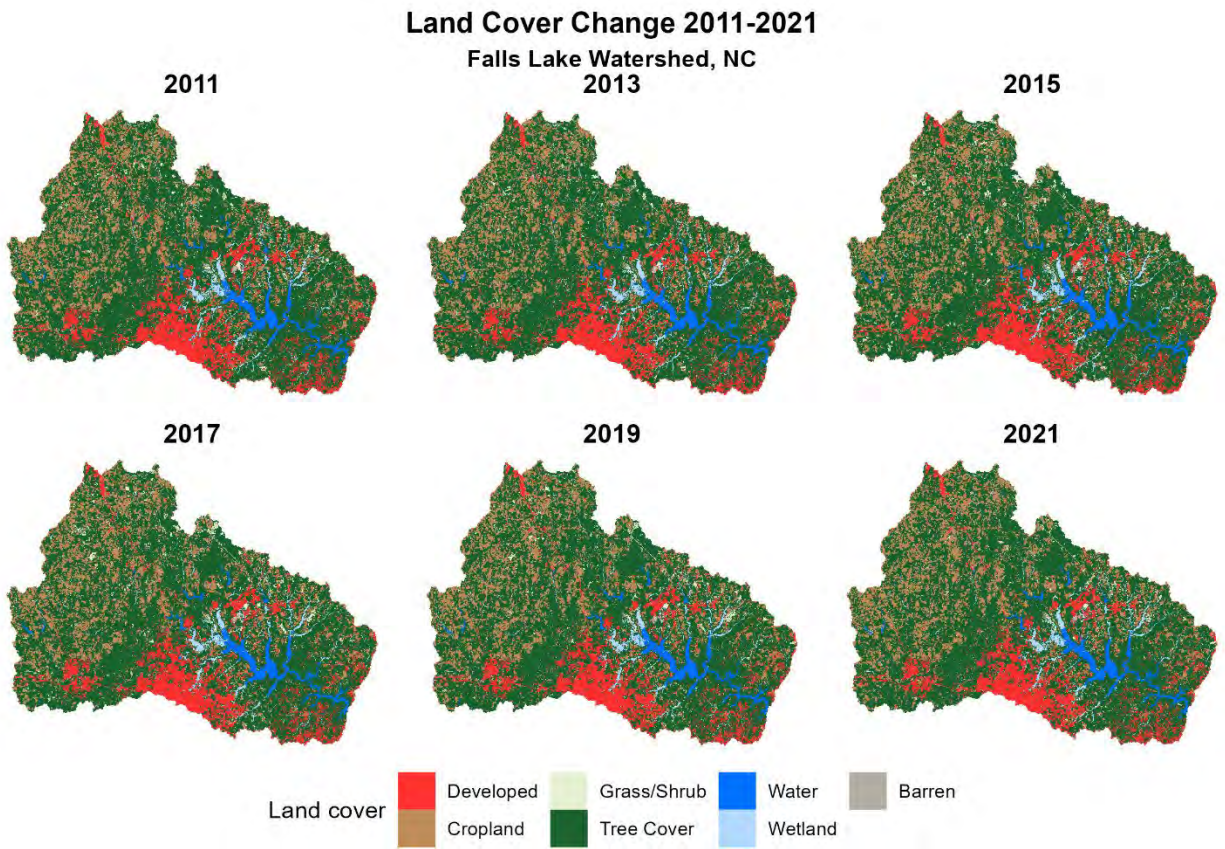 Land Cover Change 2011-2021
Falls Lake Watershed, NC
2011
2013
2015
2017
2019
2021
Land cover
Developed
Grass/Shrub
Water
Barren
Cropland
Tree Cover
Wetland